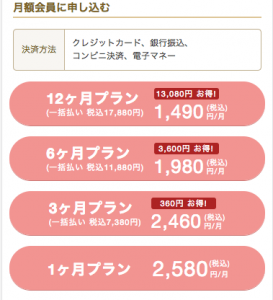 月額会員に申し込む
決済方法
クレジットカード、銀行振込、
コンビニ決済、電子マネー
12ヶ月プラン
(一括払い 税込17,880円)
13,080円 お得!
1,490 (税込) 円/月
6ヶ月プラン
(一括払い 税込11,880円)
3,600円 お得!
1,980 (税込) 円/月
3ヶ月プラン
(一括払い 税込7,380円)
360円 お得!
2,460 (税込) 円/月
1ヶ月プラン
2,580 (税込) 円/月